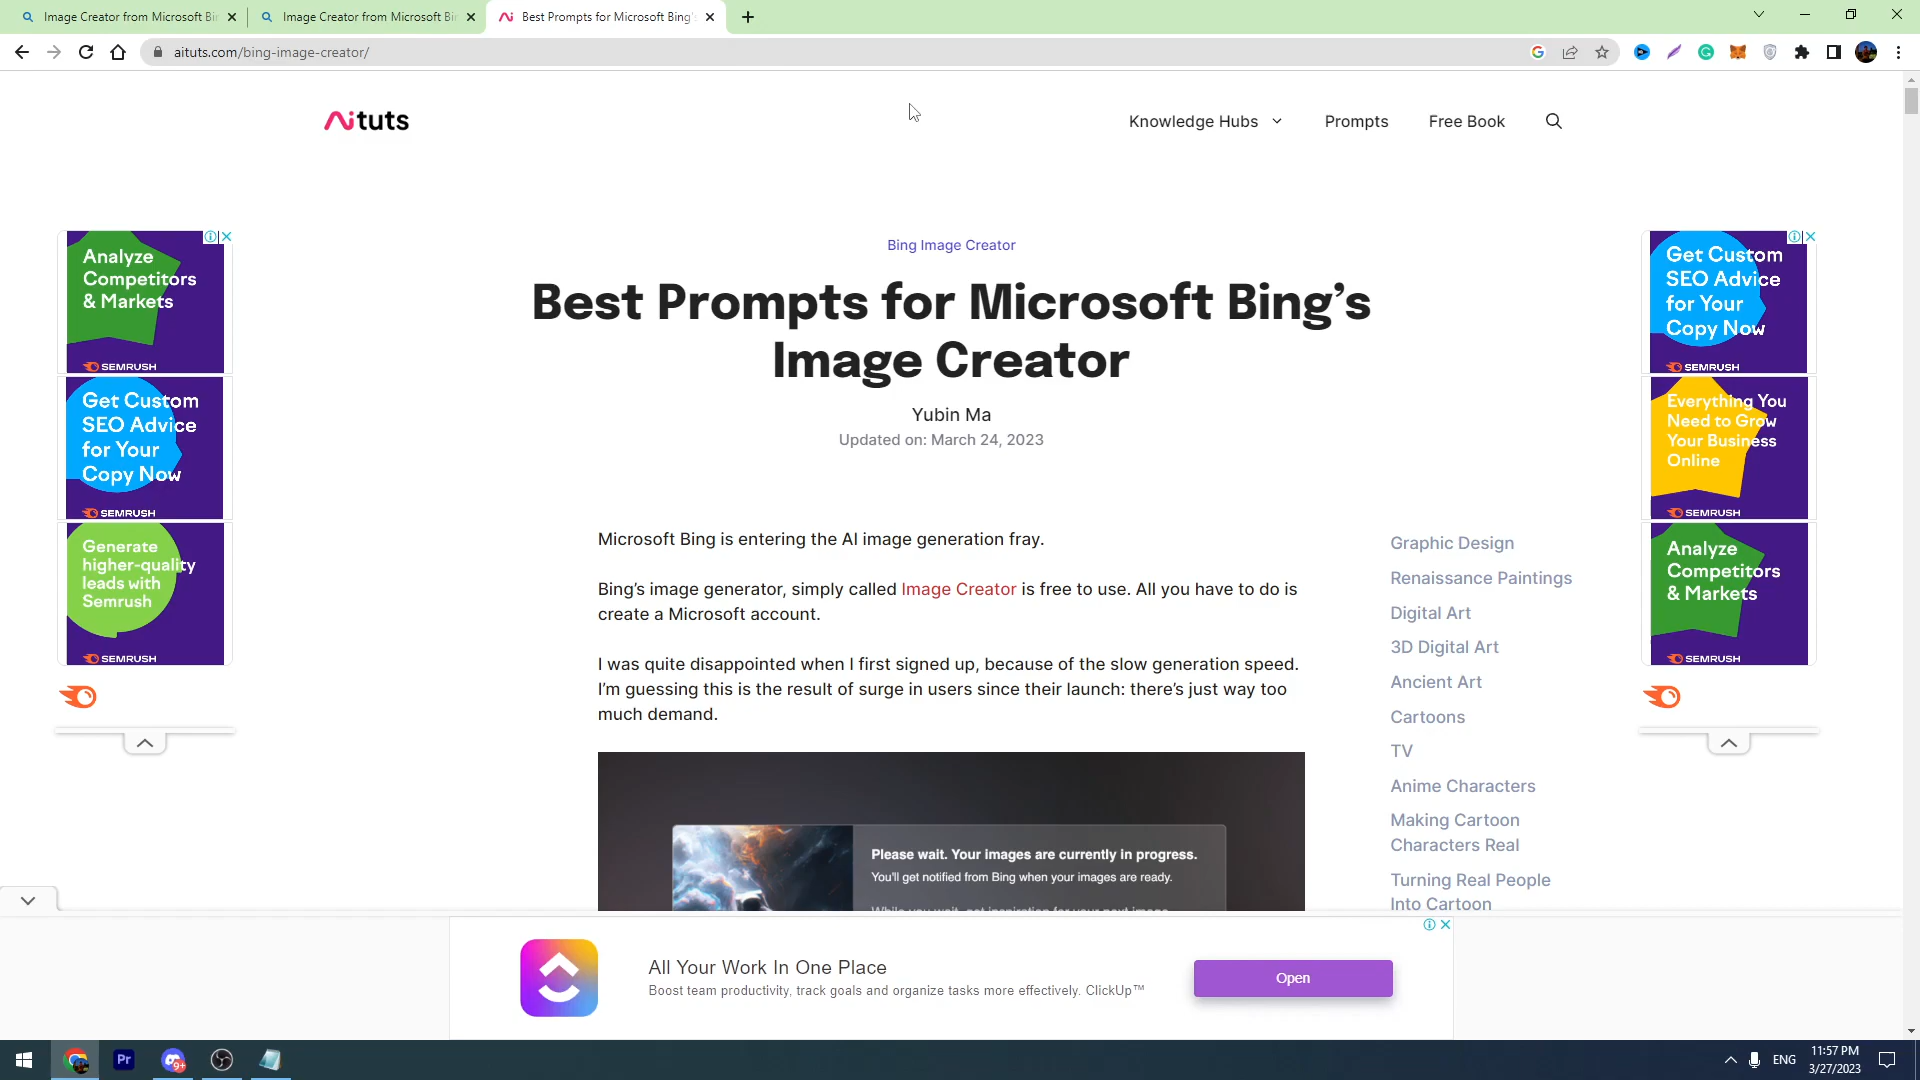 Image Creator from Microsoft Bi
Image Creator from Microsoft Bi
Best Prompts for Microsoft Bing'
aituts.com/bing-image-creator/
Aituts
Knowledge Hubs
Prompts
Free Book
Bing Image Creator
Best Prompts for Microsoft Bing’s
Image Creator
Yubin Ma
Updated on: March 24, 2023
Analyze
Competitors
& Markets
SEMRUSH
Get Custom
SEO Advice
for Your
Copy Now
SEMRUSH
Generate
higher-quality
leads with
Semrush
SEMRUSH
Microsoft Bing is entering the AI image generation fray.
Bing’s image generator, simply called Image Creator is free to use. All you have to do is
create a Microsoft account.
I was quite disappointed when I first signed up, because of the slow generation speed.
I’m guessing this is the result of surge in users since their launch: there’s just way too
much demand.
Please wait. Your images are currently in progress.
You'll get notified from Bing when your images are ready.
While you wait, get inspiration for your next image
Graphic Design
Renaissance Paintings
Digital Art
3D Digital Art
Ancient Art
Cartoons
TV
Anime Characters
Making Cartoon
Characters Real
Turning Real People
Into Cartoon
Get Custom
SEO Advice
for Your
Copy Now
SEMRUSH
Everything You
Need to Grow
Your Business
Online
SEMRUSH
Analyze
Competitors
& Markets
SEMRUSH
All Your Work In One Place
Boost team productivity, track goals and organize tasks more effectively. ClickUp™
Open
Pr
9+
ENG
11:57 PM
3/27/2023